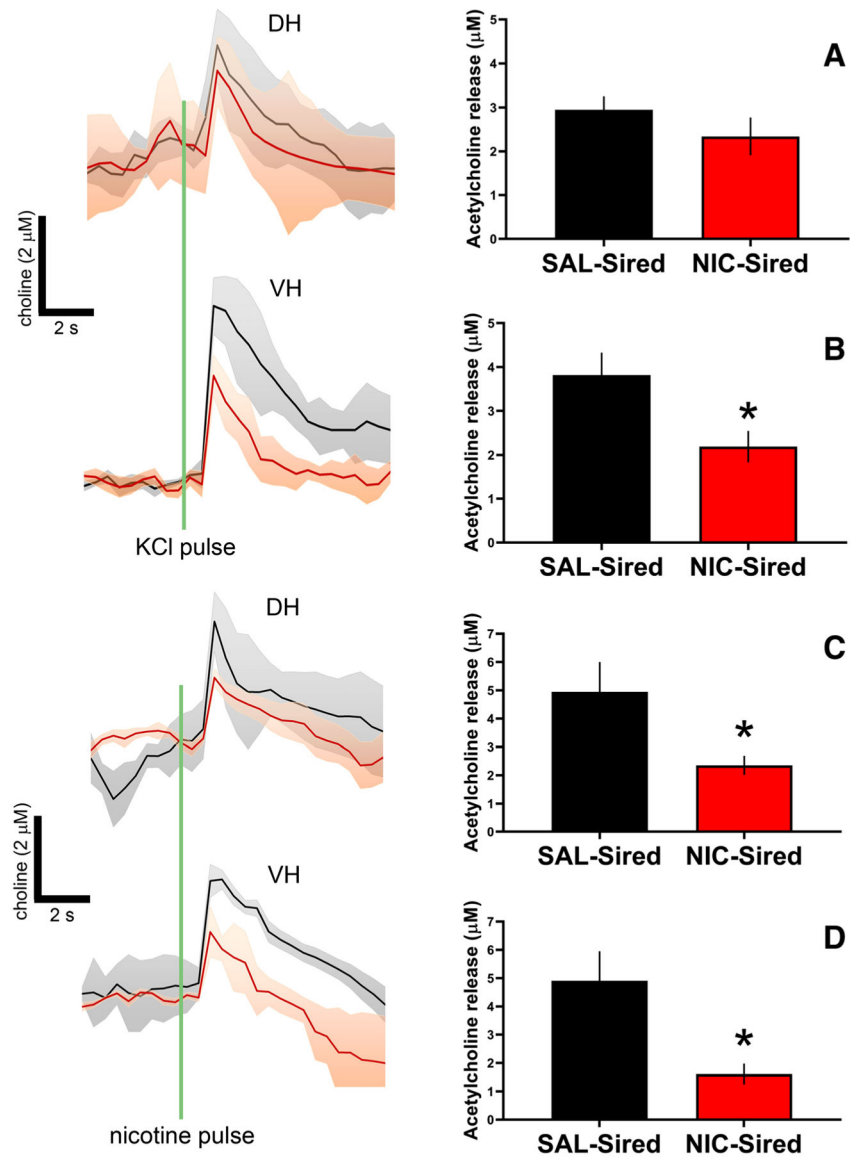 DH
choline (2 μM)
2 s
VH
KCl pulse
A
Acetylcholine release (μM)
5
4
3
2
1
0
SAL-Sired NIC-Sired
B
Acetylcholine release (μM)
5
4
3
2
1
0
*
SAL-Sired NIC-Sired
DH
choline (2 μM)
2 s
VH
nicotine pulse
C
Acetylcholine release (μM)
7
6
5
4
3
2
1
0
*
SAL-Sired NIC-Sired
D
Acetylcholine release (μM)
7
6
5
4
3
2
1
0
*
SAL-Sired NIC-Sired